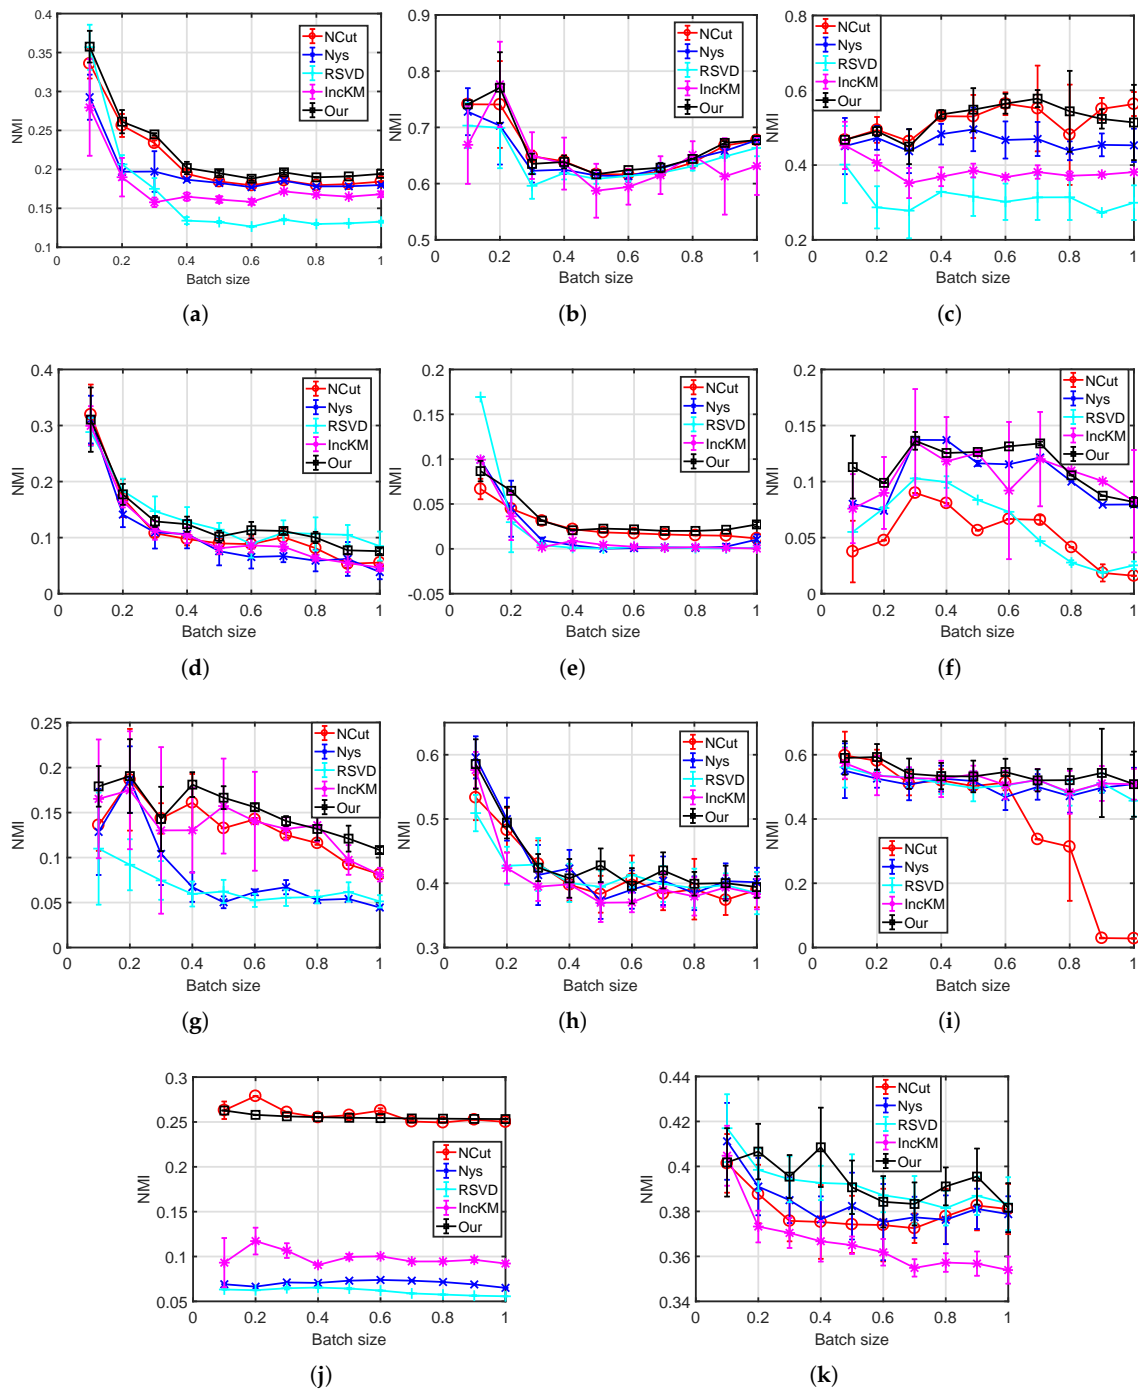 0.4
0.35
0.3
0.25
0.2
0.15
0.1
NMI
0 0.2 0.4 0.6 0.8 1
Batch size
NCut
Nys
RSVD
IncKM
Our
(a)
0.9
0.8
0.7
0.6
0.5
NMI
0 0.2 0.4 0.6 0.8 1
Batch size
NCut
Nys
RSVD
IncKM
Our
(b)
0.8
0.6
0.4
0.2
NMI
0 0.2 0.4 0.6 0.8 1
Batch size
NCut
Nys
RSVD
IncKM
Our
(c)
0.4
0.3
0.2
0.1
0
NMI
0 0.2 0.4 0.6 0.8 1
Batch size
NCut
Nys
RSVD
IncKM
Our
(d)
0.2
0.15
0.1
0.05
0
-0.05
NMI
0 0.2 0.4 0.6 0.8 1
Batch size
NCut
Nys
RSVD
IncKM
Our
(e)
0.2
0.15
0.1
0.05
0
NMI
0 0.2 0.4 0.6 0.8 1
Batch size
NCut
Nys
RSVD
IncKM
Our
(f)
0.25
0.2
0.15
0.1
0.05
0
NMI
0 0.2 0.4 0.6 0.8 1
Batch size
NCut
Nys
RSVD
IncKM
Our
(g)
0.6
0.5
0.4
0.3
NMI
0 0.2 0.4 0.6 0.8 1
Batch size
NCut
Nys
RSVD
IncKM
Our
(h)
0.6
0.4
0.2
0
NMI
0 0.2 0.4 0.6 0.8 1
Batch size
NCut
Nys
RSVD
IncKM
Our
(i)
0.3
0.25
0.2
0.15
0.1
0.05
NMI
0 0.2 0.4 0.6 0.8 1
Batch size
NCut
Nys
RSVD
IncKM
Our
(j)
0.44
0.42
0.4
0.38
0.36
0.34
NMI
0 0.2 0.4 0.6 0.8 1
Batch size
NCut
Nys
RSVD
IncKM
Our
(k)